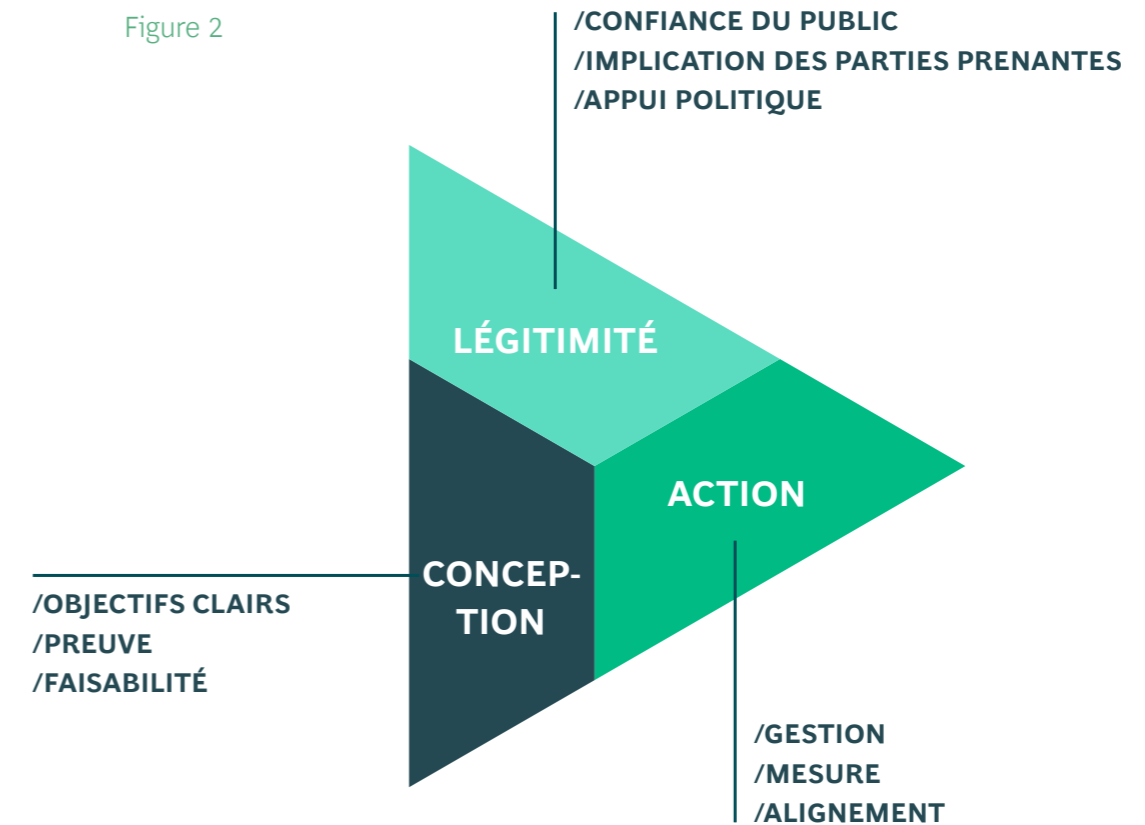 Figure 2
/CONFIANCE DU PUBLIC
/IMPLICATION DES PARTIES PRENANTES
/APPUI POLITIQUE
LÉGITIMITÉ
ACTION
CONCEP-
TION
/OBJECTIFS CLAIRS
/PREUVE
/FAISABILITÉ
/GESTION
/MESURE
/ALIGNEMENT